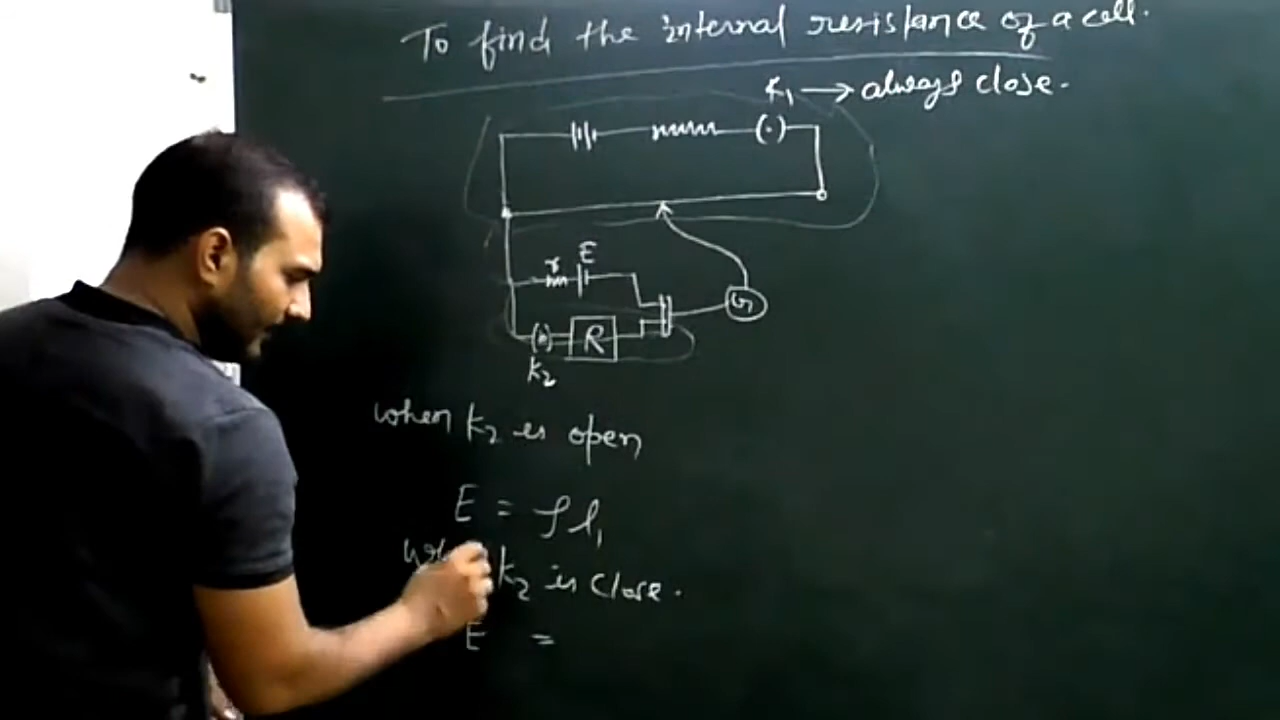 To find the internal resistance of a cell.
K₁ → always close.
r E
G
R
K₂
when K₂ is open
E = ρl₁
K₂ is close.
E =